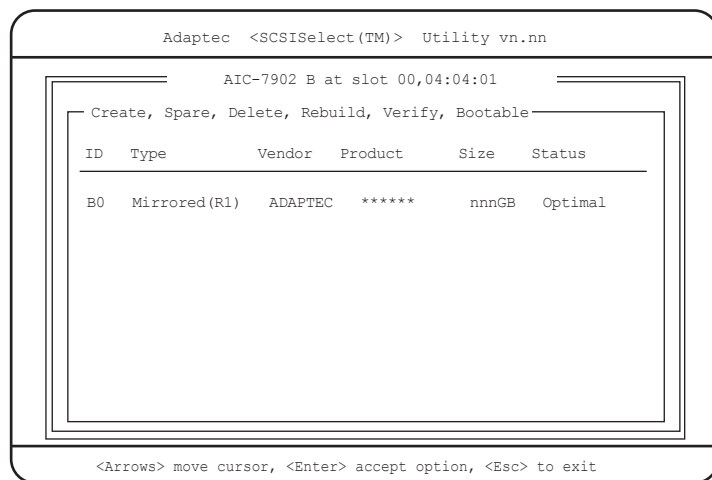 Adaptec <SCSISelect(TM)> Utility vn.nn
AIC-7902 B at slot 00,04:04:01
Create, Spare, Delete, Rebuild, Verify, Bootable
ID Type Vendor Product Size Status
B0 Mirrored(R1) ADAPTEC ****** nnnGB Optimal
<Arrows> move cursor, <Enter> accept option, <Esc> to exit